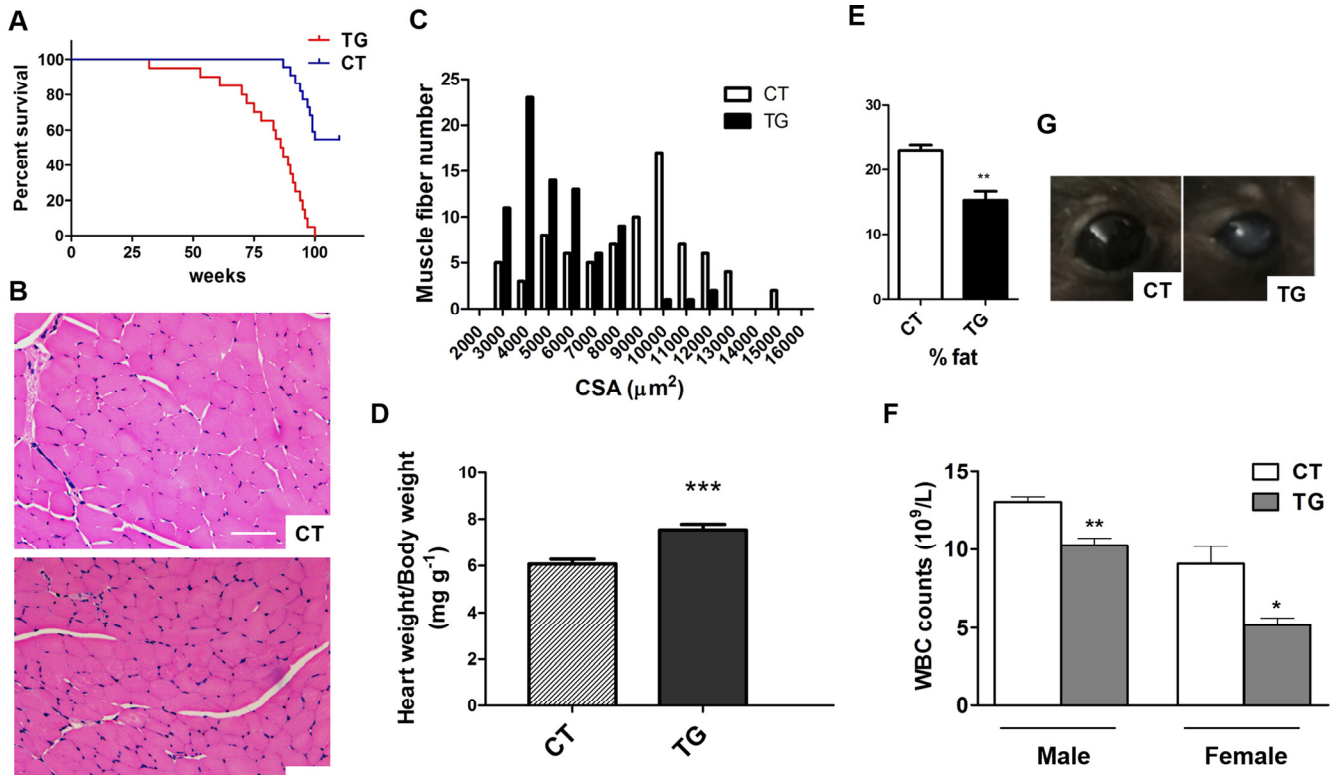 A
TG
CT
100
80
60
40
20
0
Percent survival
0 25 50 75 100
weeks
B
CT
C
25
20
15
10
5
0
Muscle fiber number
CT
TG
2000 3000 4000 5000 6000 7000 8000 9000 10000 11000 12000 13000 14000 15000 16000
CSA (µm²)
D
10
8
6
4
2
0
Heart weight/Body weight
(mg g⁻¹)
***
CT TG
E
30
20
10
0
**
CT TG
% fat
G
CT
TG
F
CT
TG
15
10
5
0
WBC counts (10⁹/L)
**
*
Male Female